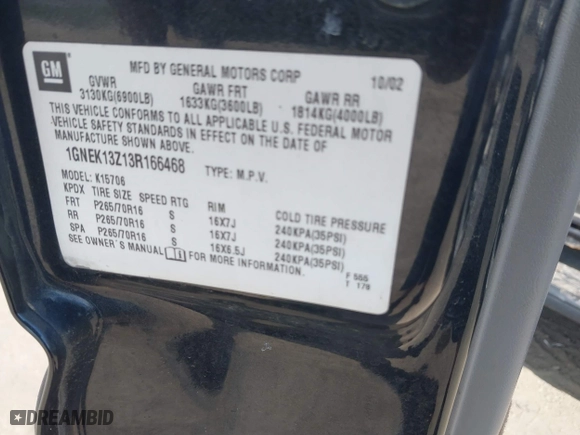 GM
MFD BY GENERAL MOTORS CORP 10/02
GVWR GAWR FRT GAWR RR
3130KG(6900LB) 1633KG(3600LB) 1814KG(4000LB)
THIS VEHICLE CONFORMS TO ALL APPLICABLE U.S. FEDERAL MOTOR
VEHICLE SAFETY STANDARDS IN EFFECT ON THE DATE OF
MANUFACTURE SHOWN ABOVE.
1GNEK13Z13R166468 TYPE: M.P.V.
MODEL: K15706
KPDX TIRE SIZE SPEED RTG RIM COLD TIRE PRESSURE
FRT P265/70R16 S 16X7J 240KPA(35PSI)
RR P265/70R16 S 16X7J 240KPA(35PSI)
SPA P265/70R16 S 16X6.5J 240KPA(35PSI)
SEE OWNER'S MANUAL FOR MORE INFORMATION.
F 555
T 178
DREAMBID